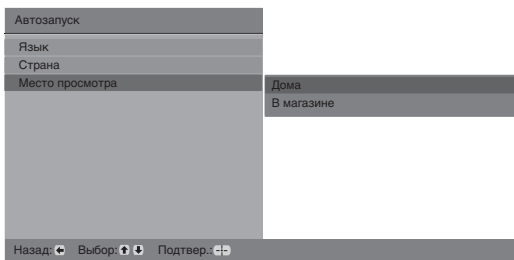 Автозапуск
Язык
Страна
Место просмотра
Дома
В магазине
Назад: Выбор: Подтвер.: